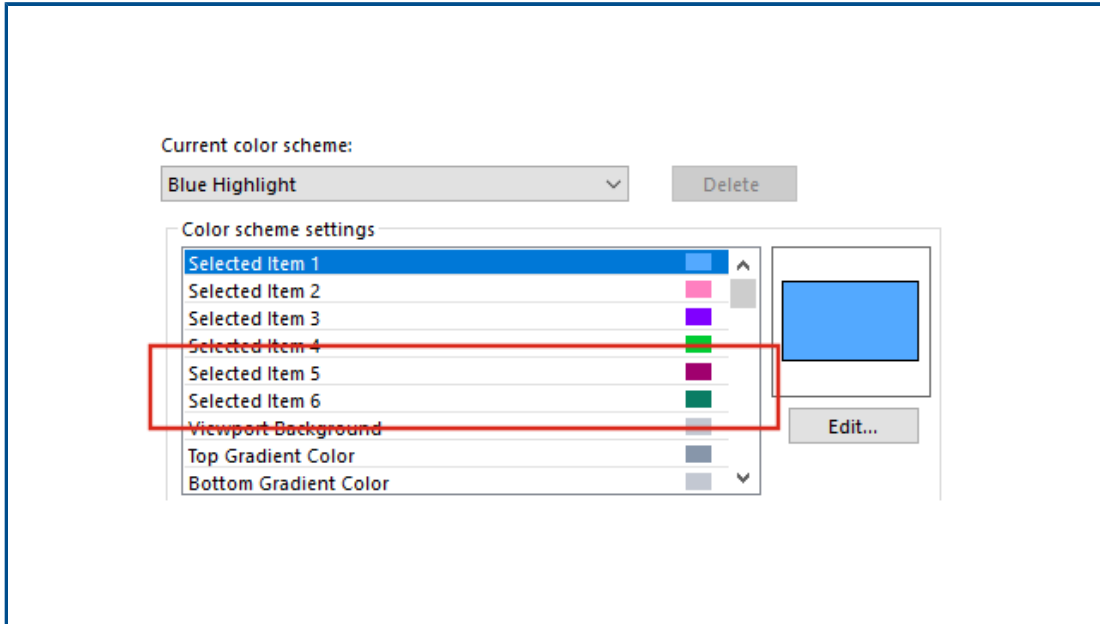 Current color scheme:
Blue Highlight
Delete
Color scheme settings
Selected Item 1
Selected Item 2
Selected Item 3
Selected Item 4
Selected Item 5
Selected Item 6
Viewport Background
Edit...
Top Gradient Color
Bottom Gradient Color